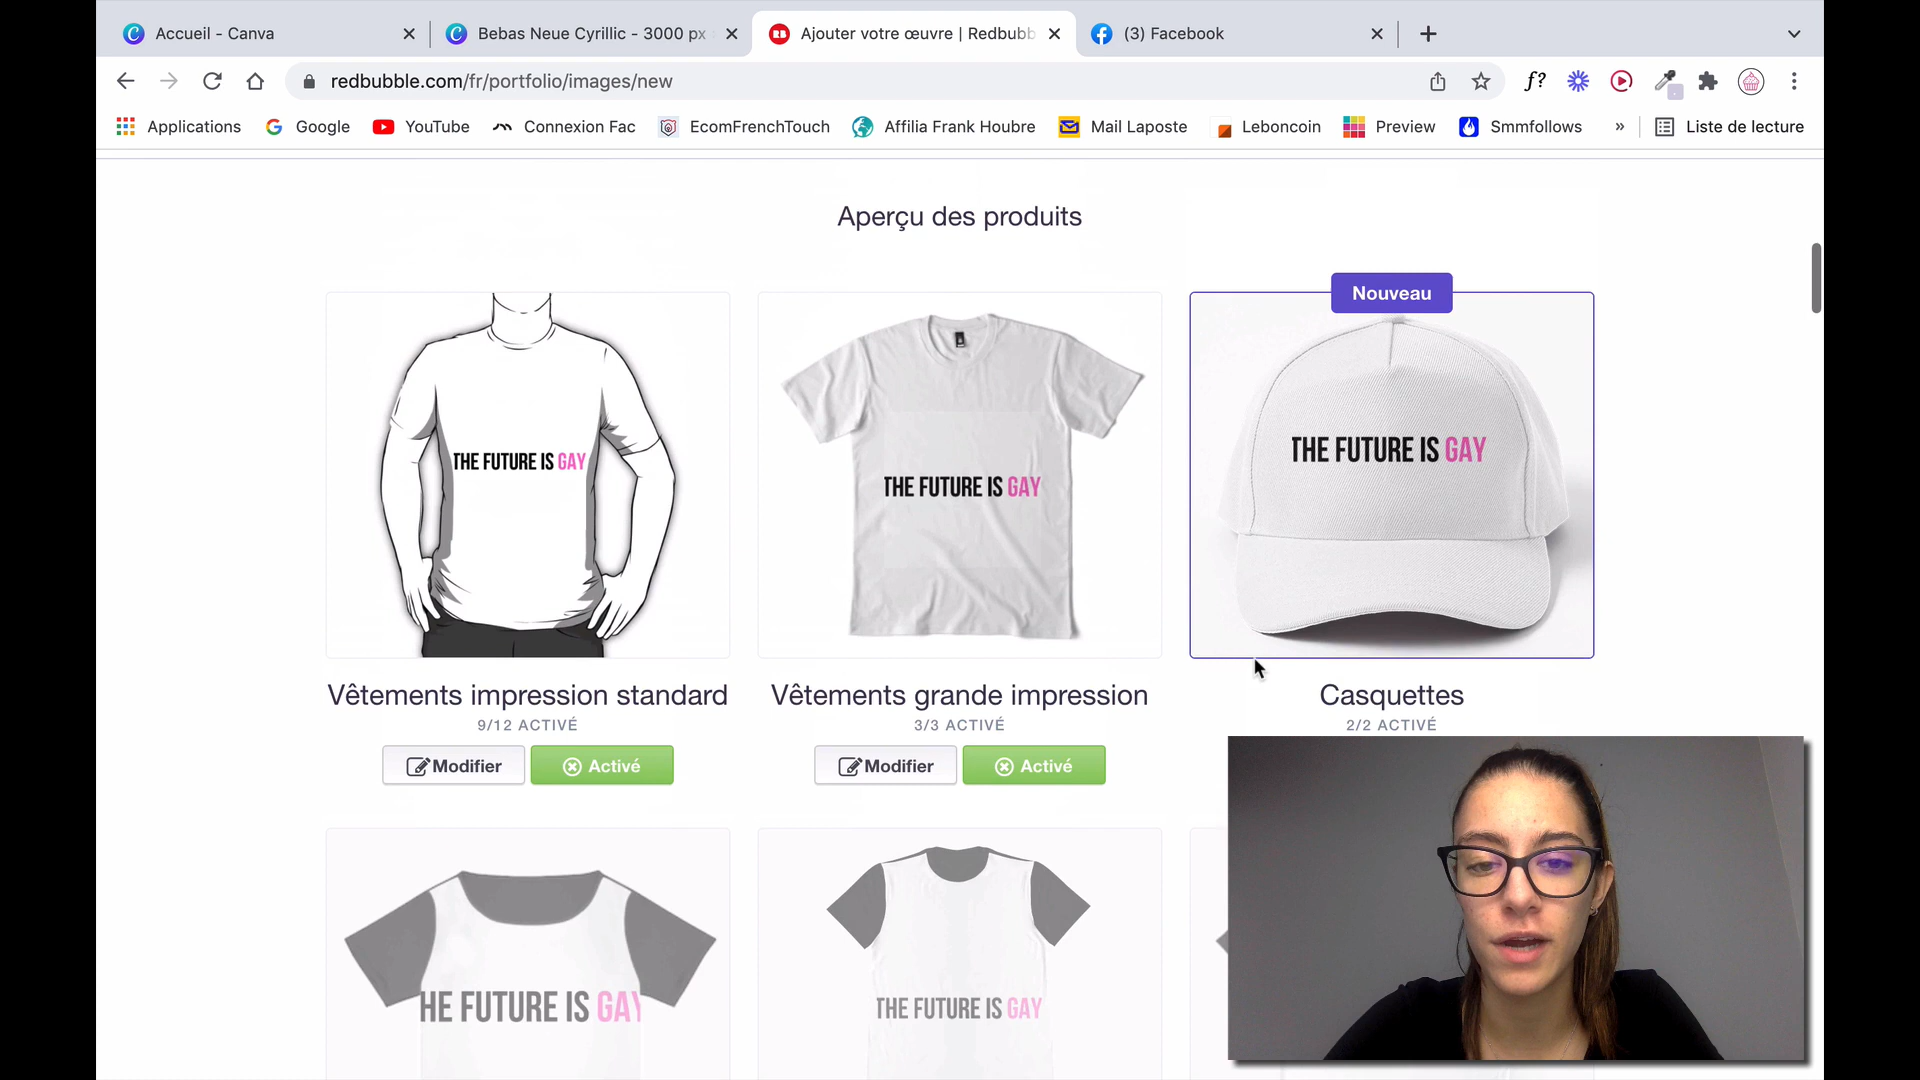 Accueil - Canva
Bebas Neue Cyrillic - 3000 px
Ajouter votre œuvre | Redbubb
(3) Facebook
redbubble.com/fr/portfolio/images/new
f?
Applications
Google
YouTube
Connexion Fac
EcomFrenchTouch
Affilia Frank Houbre
Mail Laposte
Leboncoin
Preview
Smmfollows
»
Liste de lecture
Aperçu des produits
Nouveau
THE FUTURE IS GAY
THE FUTURE IS GAY
THE FUTURE IS GAY
Vêtements impression standard
9/12 ACTIVÉ
Modifier
Activé
Vêtements grande impression
3/3 ACTIVÉ
Modifier
Activé
Casquettes
2/2 ACTIVÉ
HE FUTURE IS GAY
THE FUTURE IS GAY